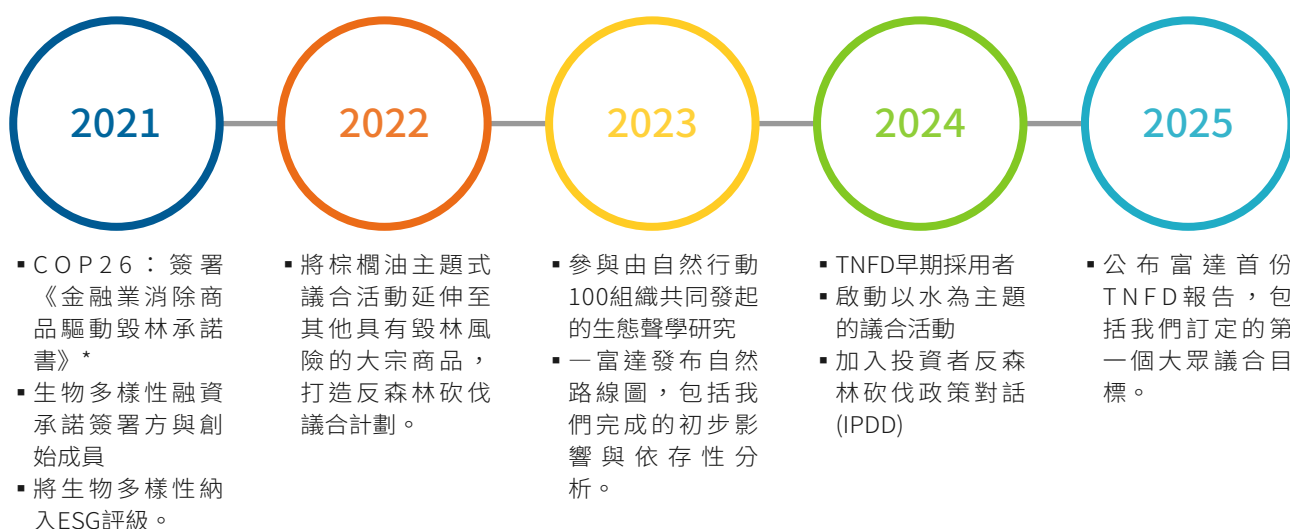 2021
2022
2023
2024
2025
▪ COP26：簽署
《金融業消除商
品驅動毀林承諾
書》*
▪ 生物多樣性融資
承諾簽署方與創
始成員
▪ 將生物多樣性納
入ESG評級。
▪ 將棕櫚油主題式
議合活動延伸至
其他具有毀林風
險的大宗商品，
打造反森林砍伐
議合計劃。
▪ 參與由自然行動
100組織共同發起
的生態聲學研究
▪ 一富達發布自然
路線圖，包括我
們完成的初步影
響與依存性分
析。
▪ TNFD早期採用者
▪ 啟動以水為主題
的議合活動
▪ 加入投資者反森
林砍伐政策對話
(IPDD)
▪ 公布富達首份
TNFD報告，包
括我們訂定的第
一個大眾議合目
標。